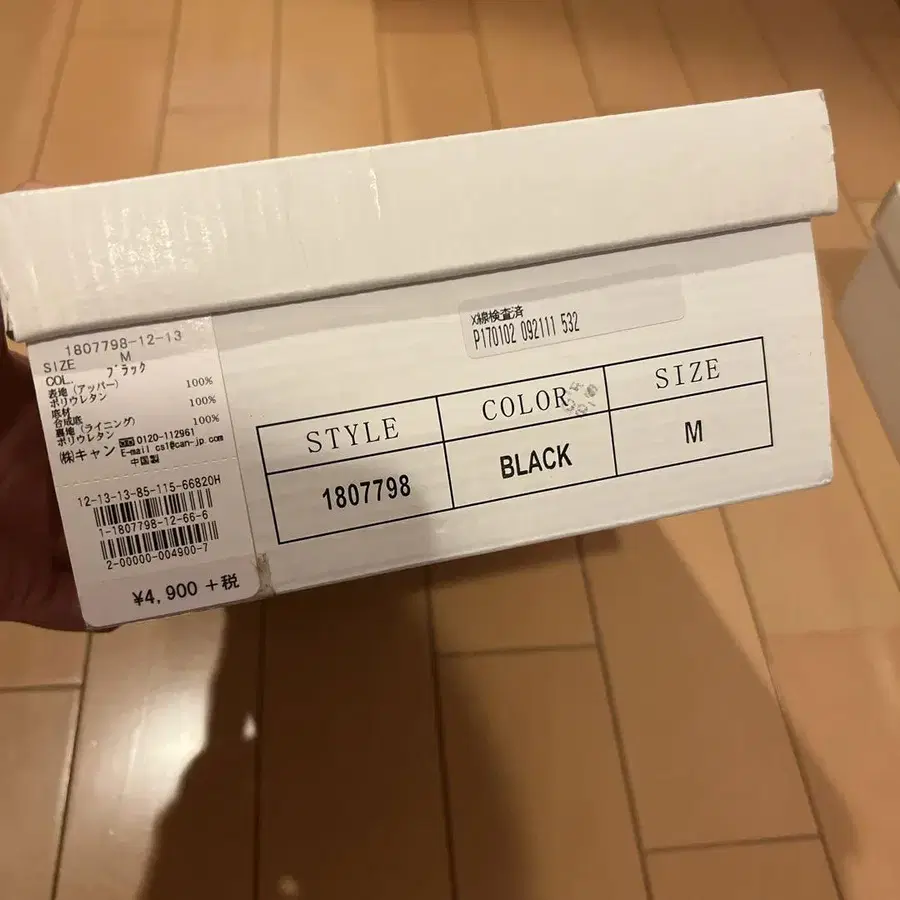 1807798-12-13
SIZE M
COL. ブラック
表地(アッパー)
ポリウレタン 100%
底材
合成底 100%
裏地(ライニング)
ポリウレタン 100%
㈱キャン 0120-112961
E-mail cs1@can-jp.com
中国製
12-13-13-85-115-66820H
1-1807798-12-66-6
2-00000-004900-7
¥4,900 +税
X線検査済
P170102 092111 532
STYLE COLOR SIZE
1807798 BLACK M